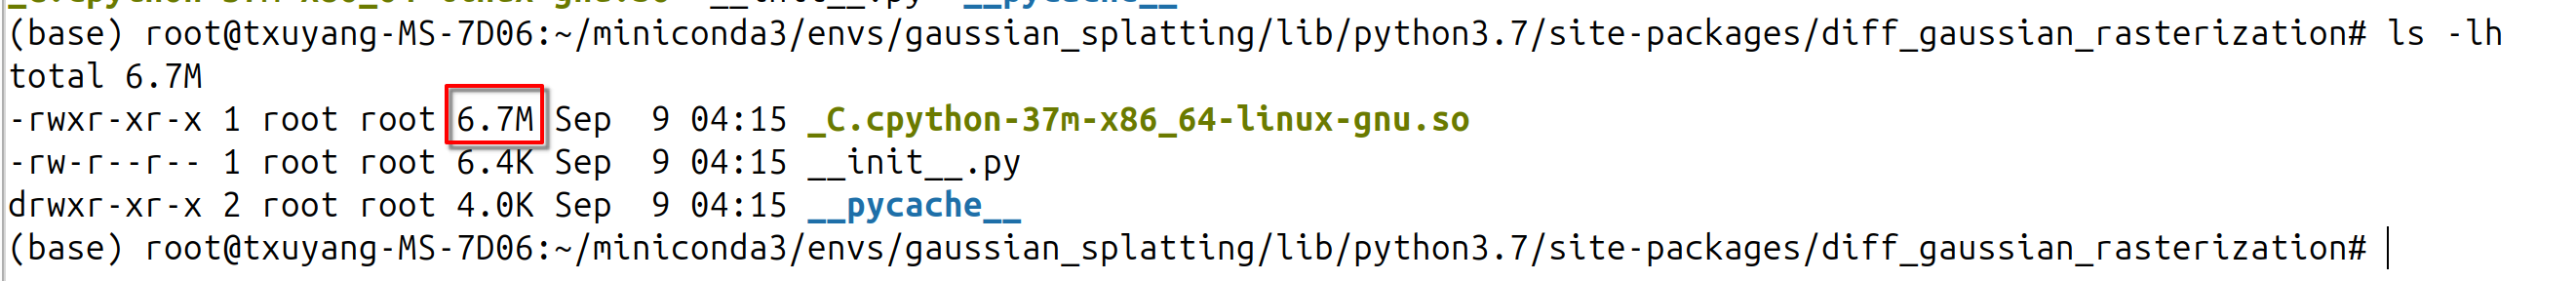 __init__.py __pycache__
(base) root@txuyang-MS-7D06:~/miniconda3/envs/gaussian_splatting/lib/python3.7/site-packages/diff_gaussian_rasterization# ls -lh
total 6.7M
-rwxr-xr-x 1 root root 6.7M Sep  9 04:15 _C.cpython-37m-x86_64-linux-gnu.so
-rw-r--r-- 1 root root 6.4K Sep  9 04:15 __init__.py
drwxr-xr-x 2 root root 4.0K Sep  9 04:15 __pycache__
(base) root@txuyang-MS-7D06:~/miniconda3/envs/gaussian_splatting/lib/python3.7/site-packages/diff_gaussian_rasterization#